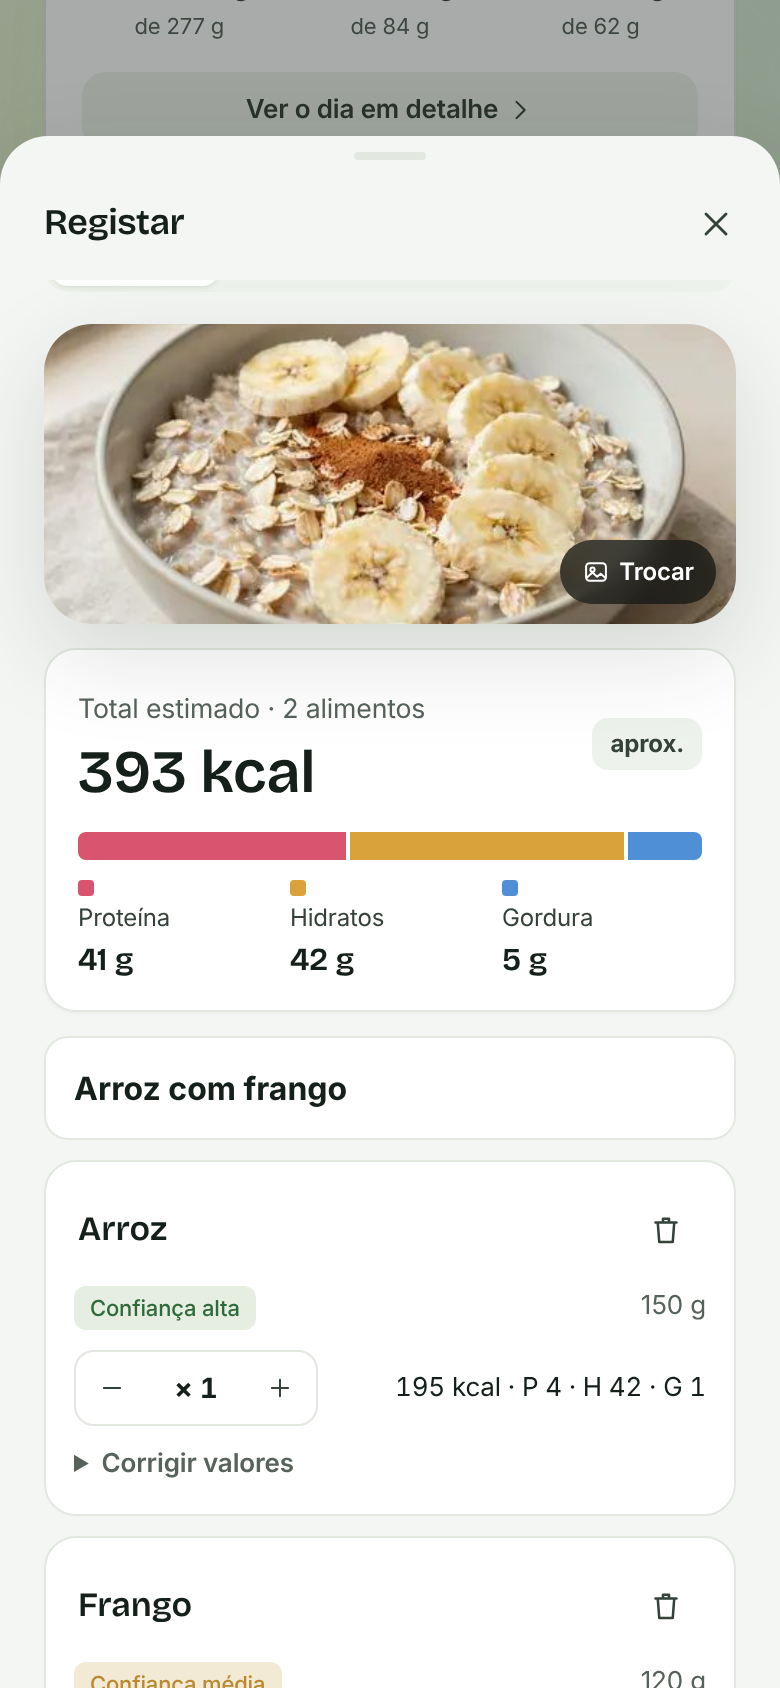 de 277 g
de 84 g
de 62 g
Ver o dia em detalhe
Registar
Trocar
Total estimado · 2 alimentos
393 kcal
aprox.
Proteína
Hidratos
Gordura
41 g
42 g
5 g
Arroz com frango
Arroz
Confiança alta
150 g
× 1
195 kcal · P 4 · H 42 · G 1
Corrigir valores
Frango
Confiança média
120 g